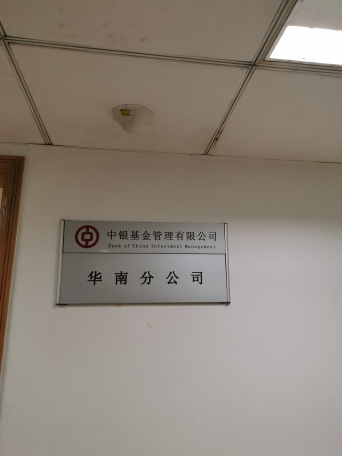 中银基金管理有限公司
Bank of China Investment Management
华南分公司